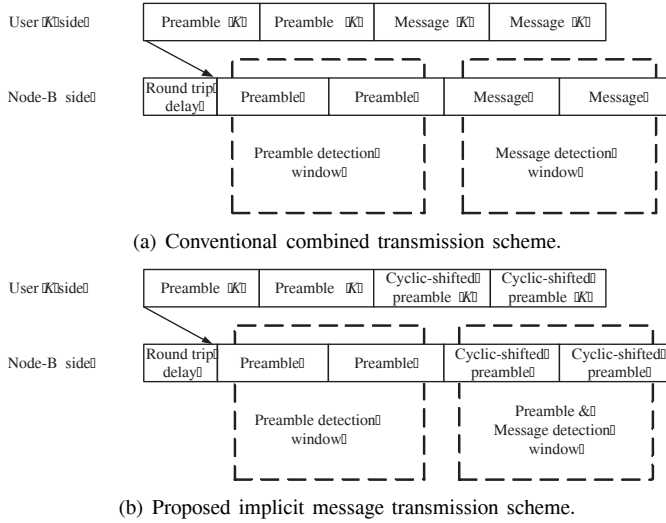 User K side
Preamble K
Preamble K
Message K
Message K
Node-B side
Round trip
delay
Preamble
Preamble
Message
Message
Preamble detection
window
Message detection
window
(a) Conventional combined transmission scheme.
User K side
Preamble K
Preamble K
Cyclic-shifted
preamble K
Cyclic-shifted
preamble K
Node-B side
Round trip
delay
Preamble
Preamble
Cyclic-shifted
preamble
Cyclic-shifted
preamble
Preamble detection
window
Preamble &
Message detection
window
(b) Proposed implicit message transmission scheme.